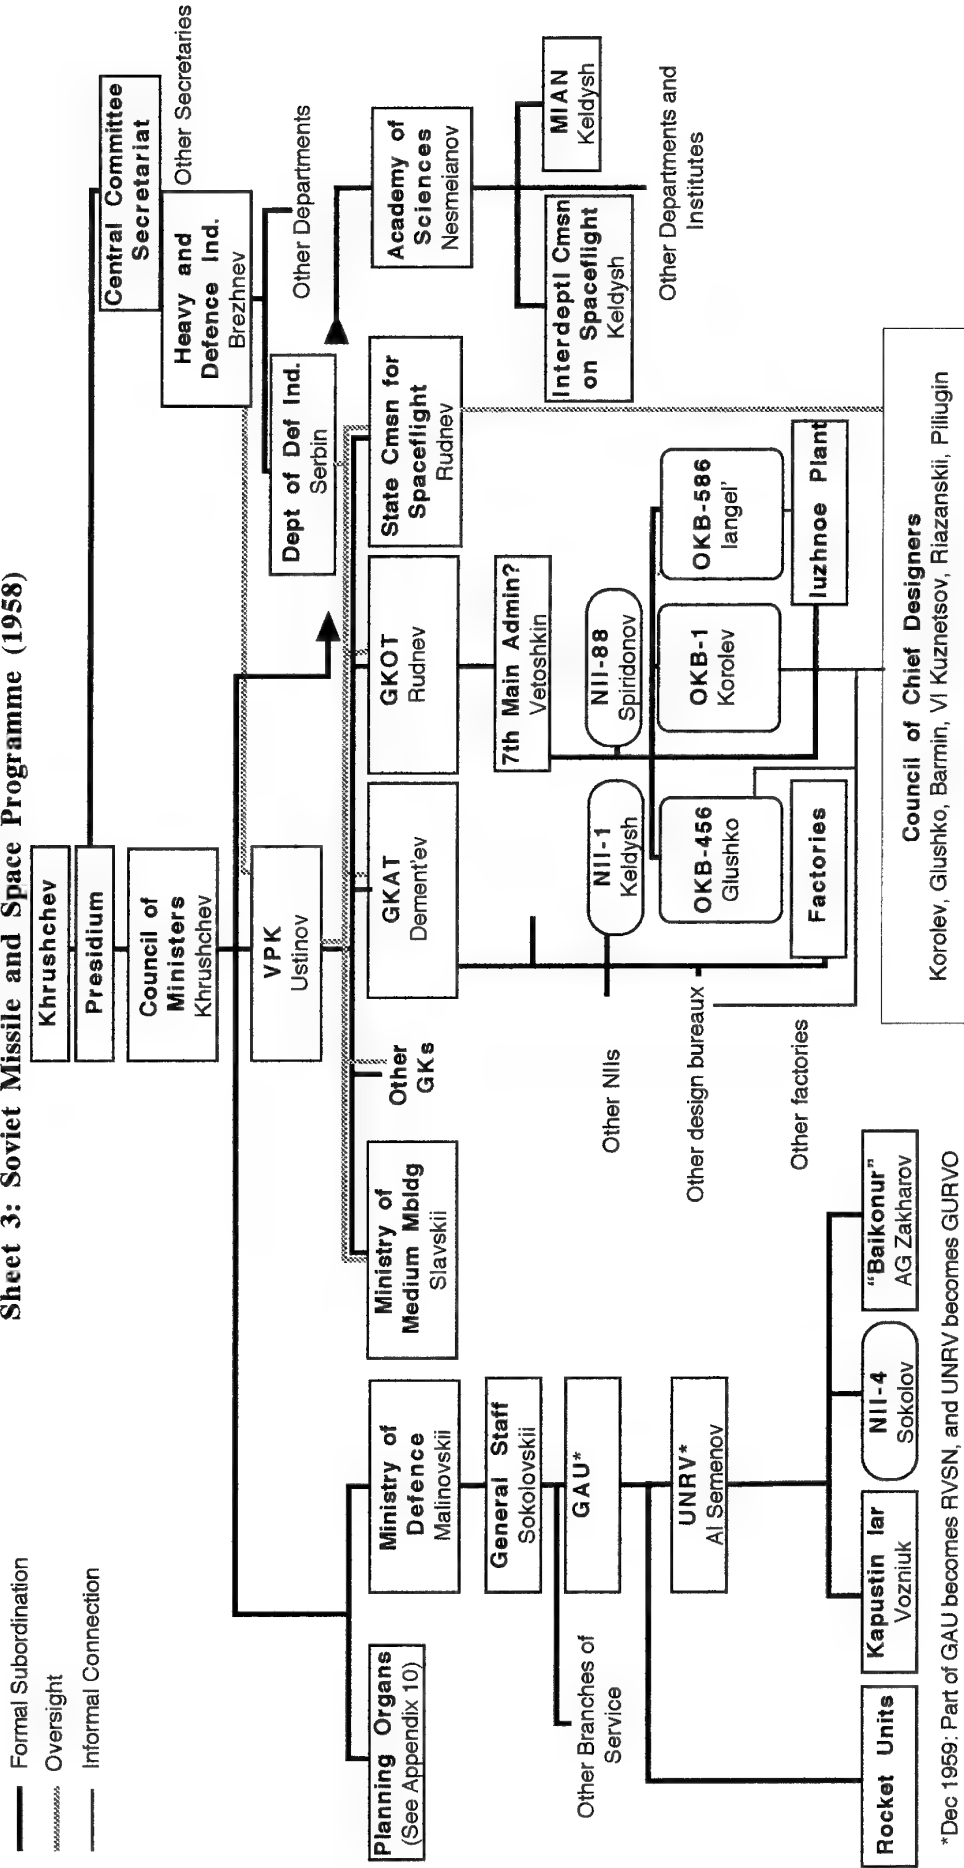 Sheet 3: Soviet Missile and Space Programme (1958)
Formal Subordination
Oversight
Informal Connection
Khrushchev
Presidium
Council of
Ministers
Khrushchev
VPK
Ustinov
Central Committee
Secretariat
Other Secretaries
Heavy and
Defence Ind.
Brezhnev
Dept of Def Ind.
Serbin
Other Departments
Planning Organs
(See Appendix 10)
Ministry of
Defence
Malinovskii
Ministry of
Medium Mbldg
Slavskii
Other
GKs
GKAT
Dement'ev
GKOT
Rudnev
State Cmsn for
Spaceflight
Rudnev
Academy of
Sciences
Nesmeianov
General Staff
Sokolovskii
GAU*
Other Branches of
Service
UNRV*
AI Semenov
7th Main Admin?
Vetoshkin
Interdeptl Cmsn
on Spaceflight
Keldysh
MIAN
Keldysh
Other Departments and
Institutes
Other NIIs
NII-1
Keldysh
NII-88
Spiridonov
Other design bureaux
OKB-456
Glushko
OKB-1
Korolev
OKB-586
Iangel'
Other factories
Factories
Iuzhnoe Plant
Rocket Units
Kapustin Iar
Vozniuk
NII-4
Sokolov
"Baikonur"
AG Zakharov
Council of Chief Designers
Korolev, Glushko, Barmin, VI Kuznetsov, Riazanskii, Piliugin
*Dec 1959: Part of GAU becomes RVSN, and UNRV becomes GURVO